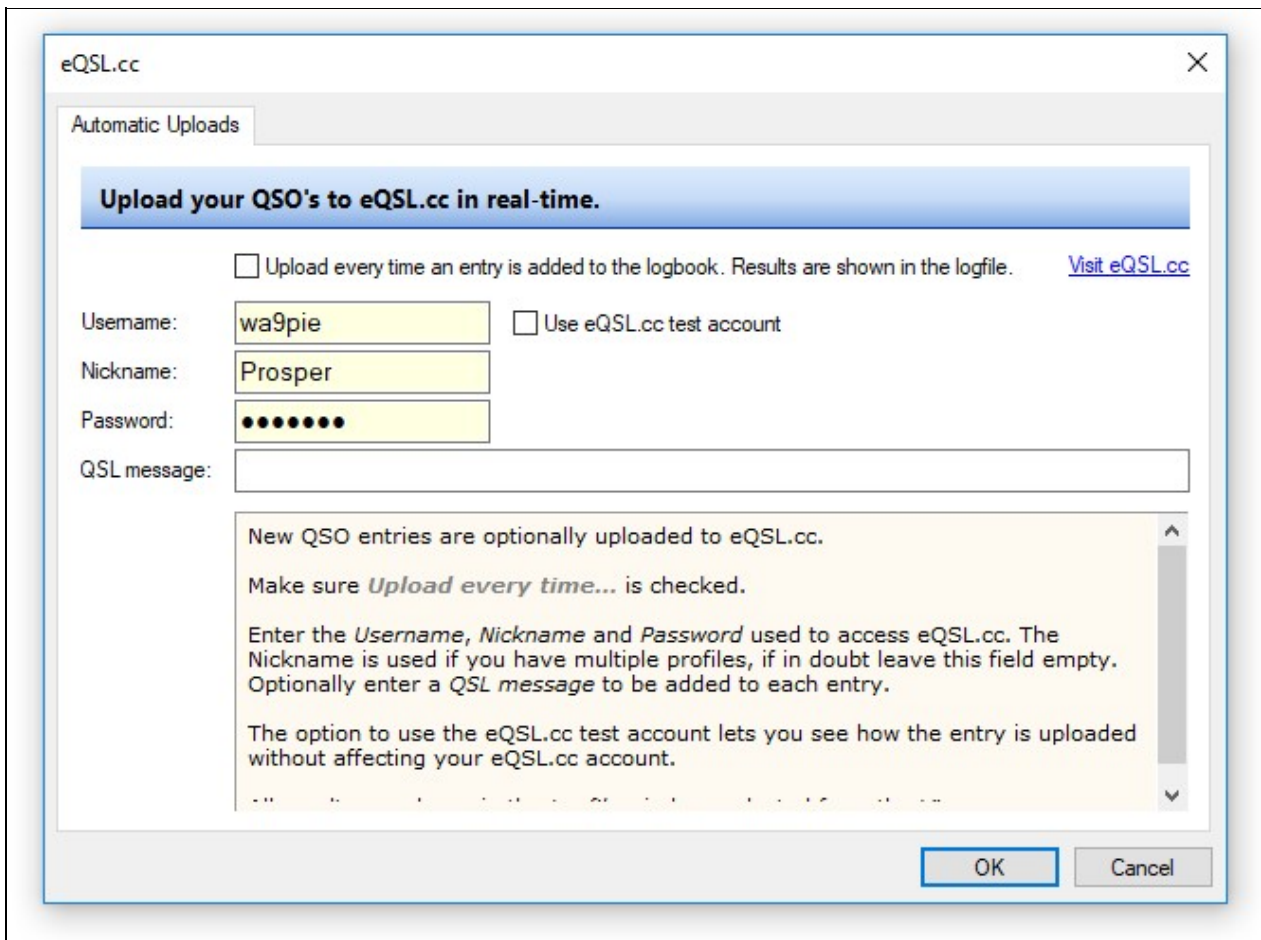 eQSL.cc
Automatic Uploads
Upload your QSO's to eQSL.cc in real-time.
Upload every time an entry is added to the logbook. Results are shown in the logfile. Visit eQSL.cc
Username: wa9pie Use eQSL.cc test account
Nickname: Prosper
Password: •••••••
QSL message:
New QSO entries are optionally uploaded to eQSL.cc.
Make sure Upload every time... is checked.
Enter the Username, Nickname and Password used to access eQSL.cc. The
Nickname is used if you have multiple profiles, if in doubt leave this field empty.
Optionally enter a QSL message to be added to each entry.
The option to use the eQSL.cc test account lets you see how the entry is uploaded
without affecting your eQSL.cc account.
OK Cancel